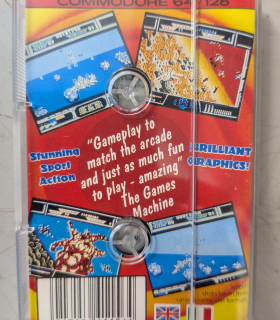 COMMODORE 64/128
"Gameplay to
match the arcade
and just as much fun
to play - amazing"
The Games
Machine
Stunning
Sport
Action
BRILLIANT
GRAPHICS!